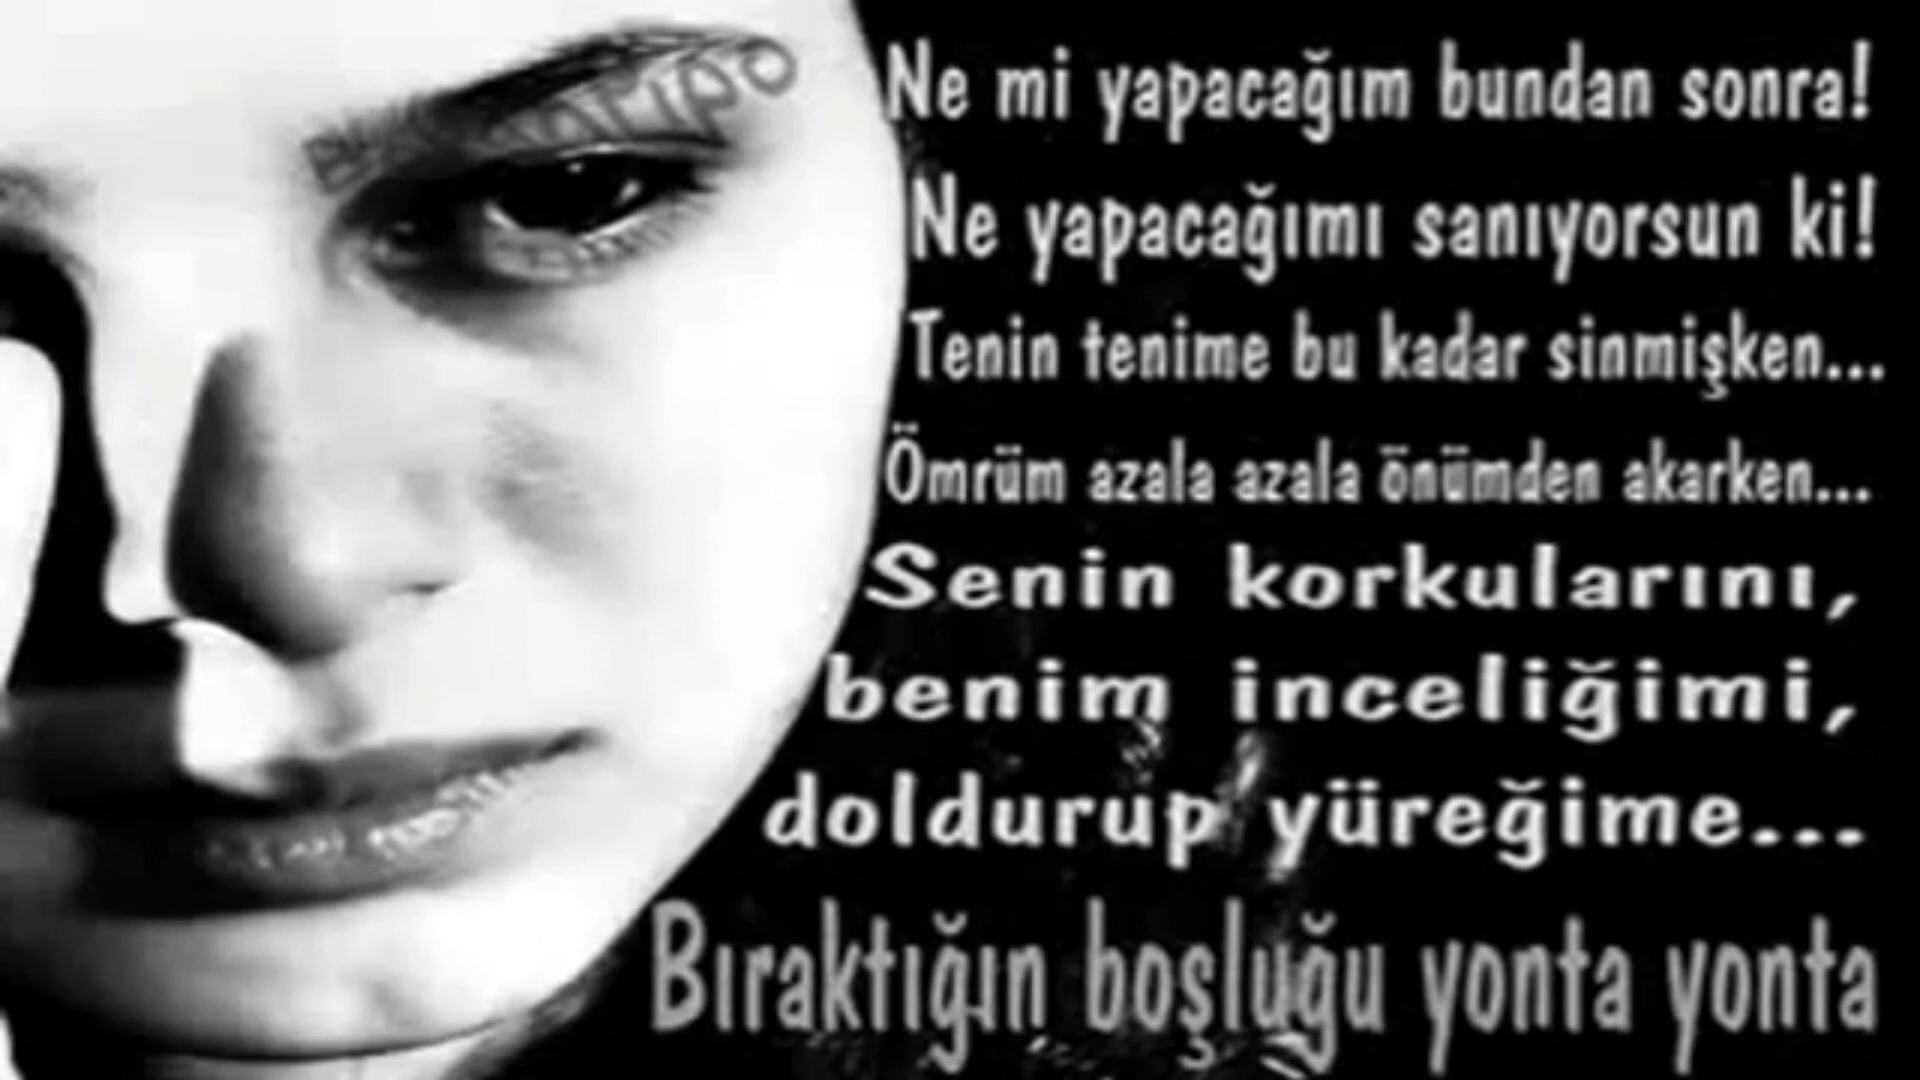 Ne mi yapacağım bundan sonra!
Ne yapacağımı sanıyorsun ki!
Tenin tenime bu kadar sinmişken...
Ömrüm azala azala önümden akarken...
Senin korkularını,
benim inceliğimi,
doldurup yüreğime...
Bıraktığın boşluğu yonta yonta